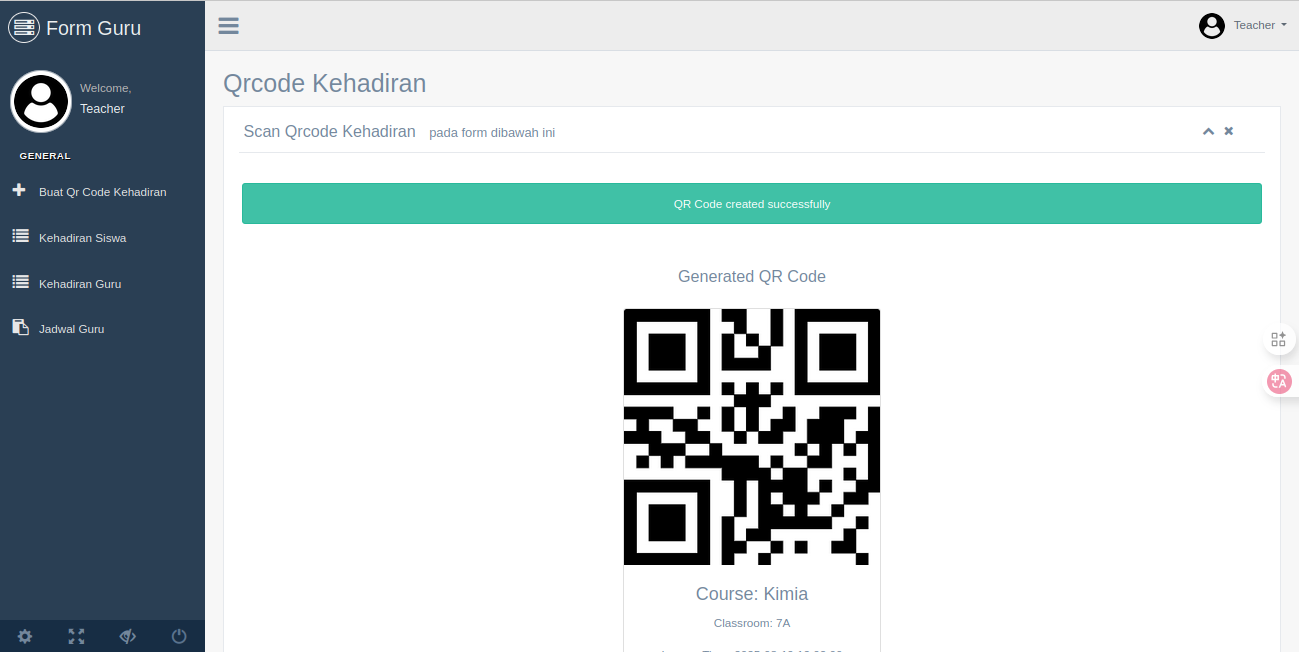 Form Guru
Teacher
Welcome,
Teacher
GENERAL
Buat Qr Code Kehadiran
Kehadiran Siswa
Kehadiran Guru
Jadwal Guru
Qrcode Kehadiran
Scan Qrcode Kehadiran pada form dibawah ini
QR Code created successfully
Generated QR Code
Course: Kimia
Classroom: 7A